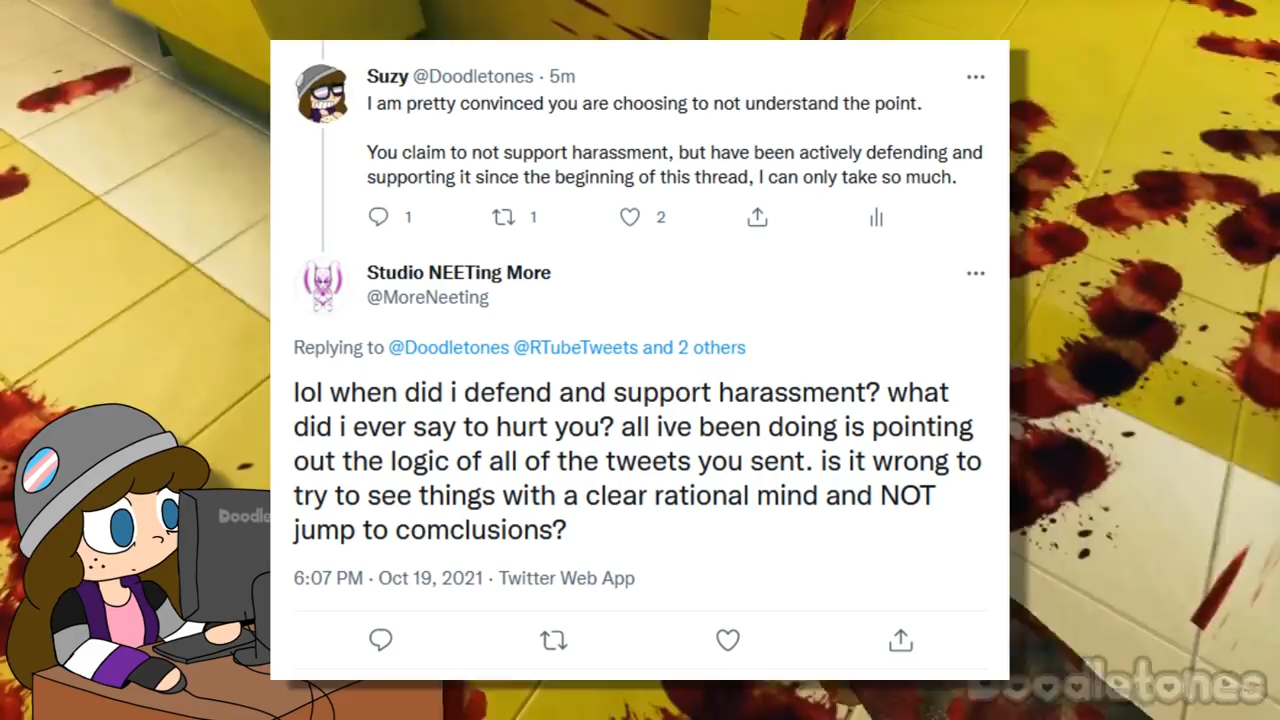 Suzy @Doodletones · 5m
I am pretty convinced you are choosing to not understand the point.
You claim to not support harassment, but have been actively defending and
supporting it since the beginning of this thread, I can only take so much.
1 1 2
Studio NEETing More
@MoreNeeting
Replying to @Doodletones @RTubeTweets and 2 others
lol when did i defend and support harassment? what
did i ever say to hurt you? all ive been doing is pointing
out the logic of all of the tweets you sent. is it wrong to
try to see things with a clear rational mind and NOT
jump to comclusions?
6:07 PM · Oct 19, 2021 · Twitter Web App
Doodle
Doodletones